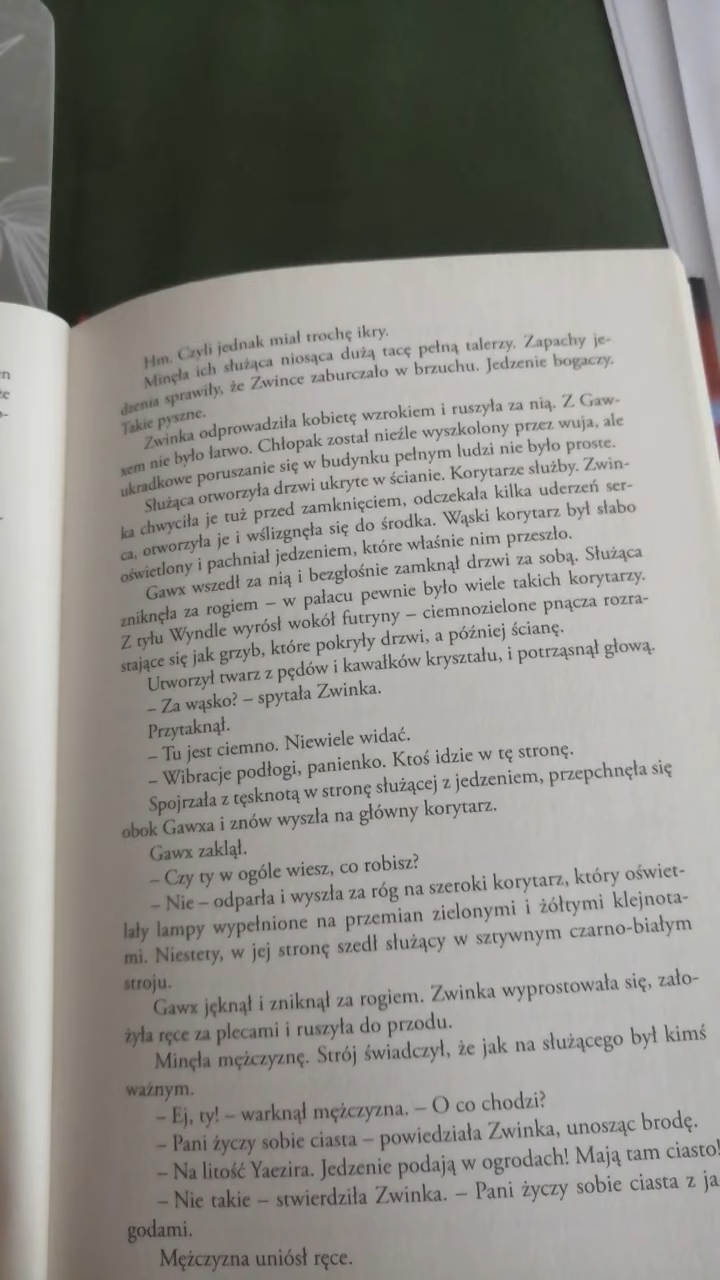 Hm. Czyli jednak miał trochę ikry.
Minęła ich służąca niosąca dużą tacę pełną talerzy. Zapachy je-
dzenia sprawiły, że Zwince zaburczało w brzuchu. Jedzenie bogaczy.
Takie pyszne.
Zwinka odprowadziła kobietę wzrokiem i ruszyła za nią. Z Gaw-
xem nie było łatwo. Chłopak został nieźle wyszkolony przez wuja, ale
ukradkowe poruszanie się w budynku pełnym ludzi nie było proste.
Służąca otworzyła drzwi ukryte w ścianie. Korytarze służby. Zwin-
ka chwyciła je tuż przed zamknięciem, odczekała kilka uderzeń ser-
ca, otworzyła je i wślizgnęła się do środka. Wąski korytarz był słabo
oświetlony i pachniał jedzeniem, które właśnie nim przeszło.
Gawx wszedł za nią i bezgłośnie zamknął drzwi za sobą. Służąca
zniknęła za rogiem – w pałacu pewnie było wiele takich korytarzy.
Z tyłu Wyndle wyrósł wokół futryny – ciemnozielone pnącza rozra-
stające się jak grzyb, które pokryły drzwi, a później ścianę.
Utworzył twarz z pędów i kawałków kryształu, i potrząsnął głową.
– Za wąsko? – spytała Zwinka.
Przytaknął.
– Tu jest ciemno. Niewiele widać.
– Wibracje podłogi, panienko. Ktoś idzie w tę stronę.
Spojrzała z tęsknotą w stronę służącej z jedzeniem, przepchnęła się
obok Gawxa i znów wyszła na główny korytarz.
Gawx zaklął.
– Czy ty w ogóle wiesz, co robisz?
– Nie – odparła i wyszła za róg na szeroki korytarz, który oświet-
lały lampy wypełnione na przemian zielonymi i żółtymi klejnota-
mi. Niestety, w jej stronę szedł służący w sztywnym czarno-białym
stroju.
Gawx jęknął i zniknął za rogiem. Zwinka wyprostowała się, zało-
żyła ręce za plecami i ruszyła do przodu.
Minęła mężczyznę. Strój świadczył, że jak na służącego był kimś
ważnym.
– Ej, ty! – warknął mężczyzna. – O co chodzi?
– Pani życzy sobie ciasta – powiedziała Zwinka, unosząc brodę.
– Na litość Yaezira. Jedzenie podają w ogrodach! Mają tam ciasto!
– Nie takie – stwierdziła Zwinka. – Pani życzy sobie ciasta z ja
godami.
Mężczyzna uniósł ręce.